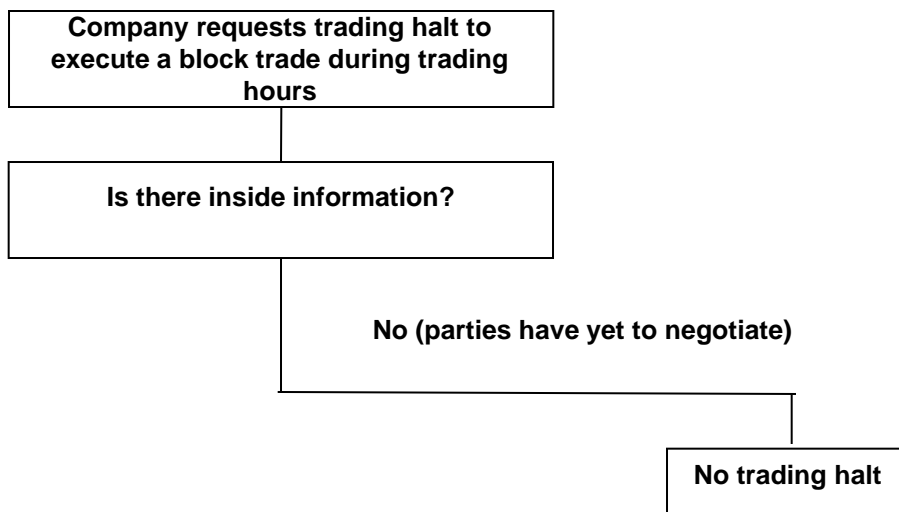 Company requests trading halt to
execute a block trade during trading
hours
Is there inside information?
No (parties have yet to negotiate)
No trading halt